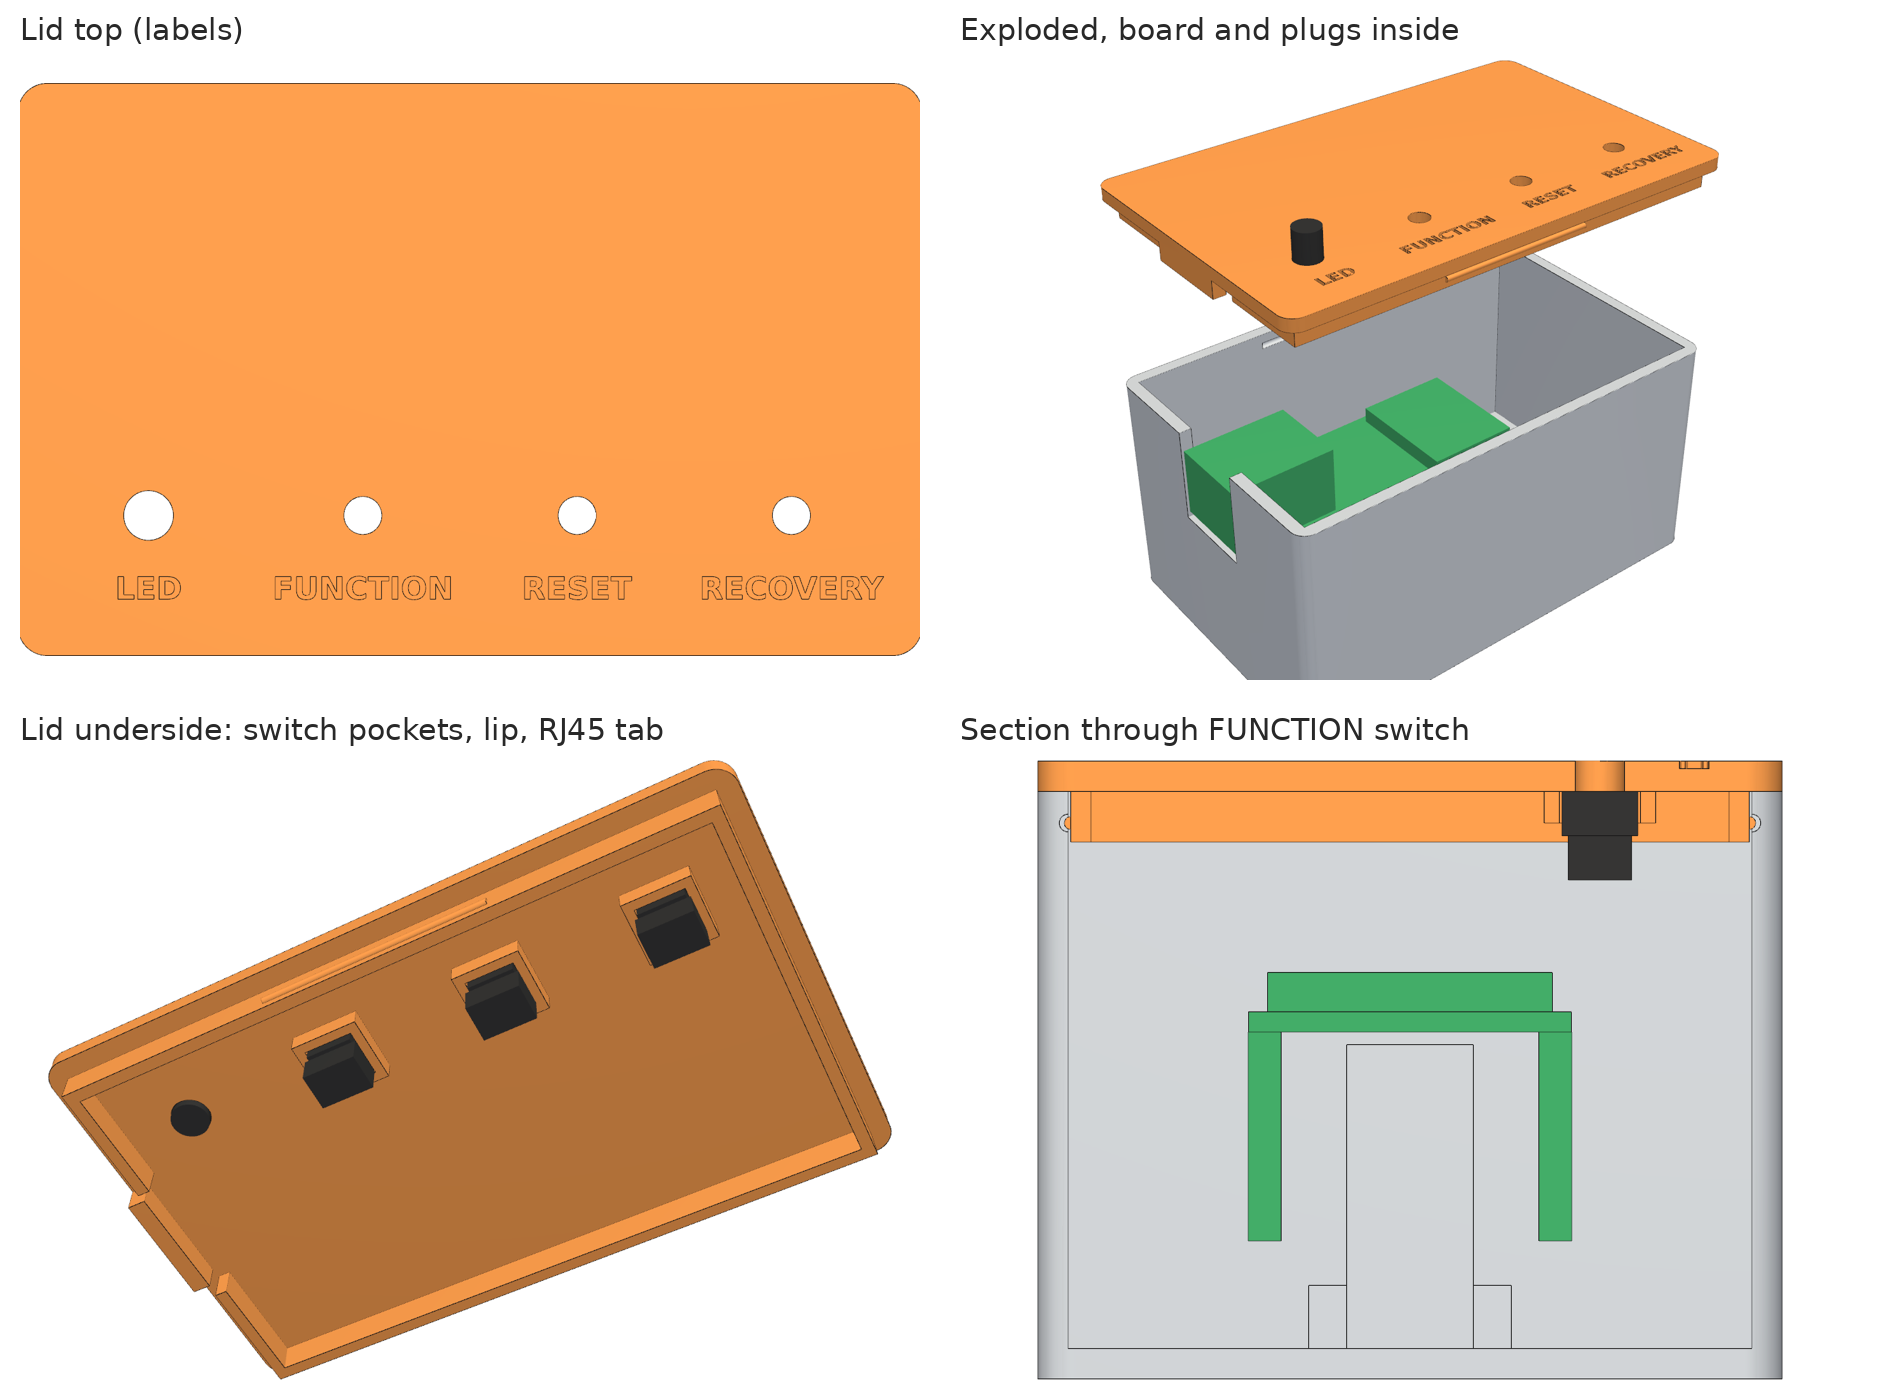 Lid top (labels)
LED FUNCTION RESET RECOVERY
Exploded, board and plugs inside
LED FUNCTION RESET RECOVERY
Lid underside: switch pockets, lip, RJ45 tab
Section through FUNCTION switch